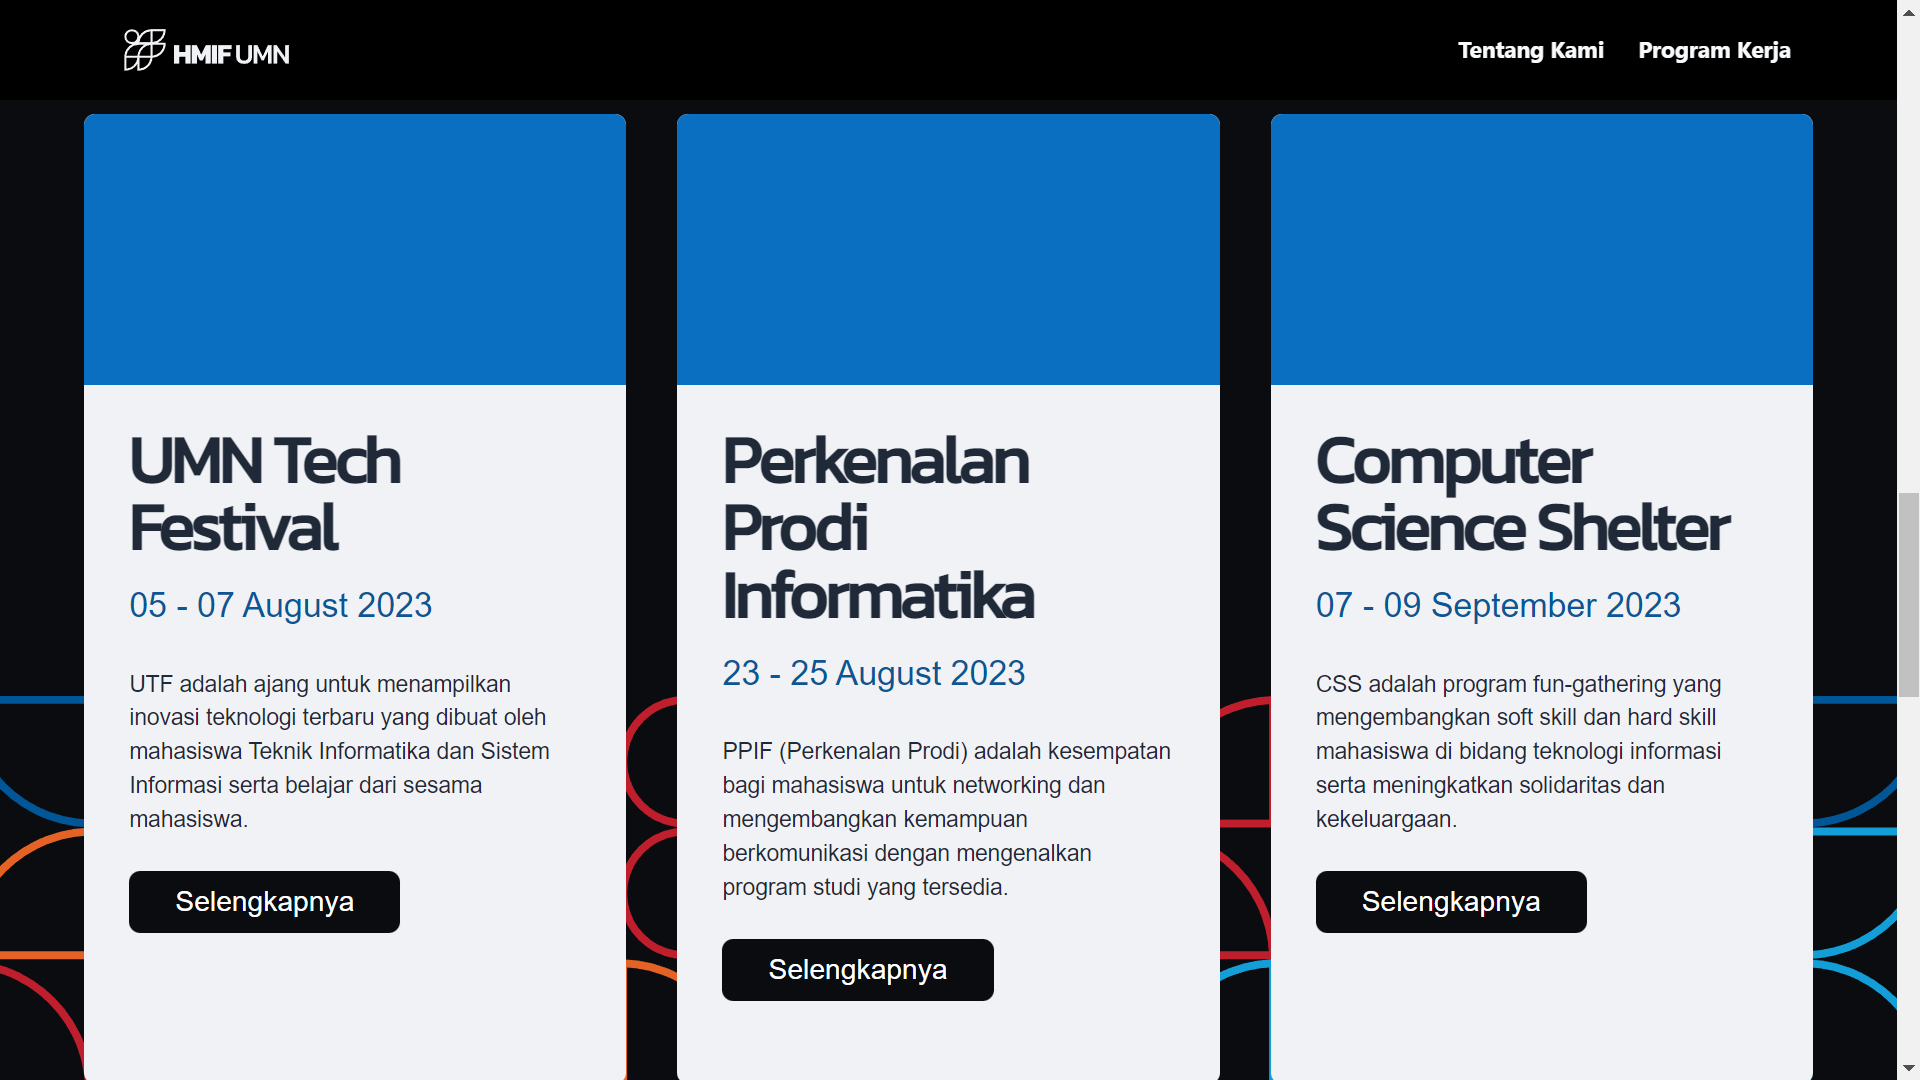 HMIF UMN
Tentang Kami
Program Kerja
UMN Tech
Festival
05 - 07 August 2023
UTF adalah ajang untuk menampilkan
inovasi teknologi terbaru yang dibuat oleh
mahasiswa Teknik Informatika dan Sistem
Informasi serta belajar dari sesama
mahasiswa.
Selengkapnya
Perkenalan
Prodi
Informatika
23 - 25 August 2023
PPIF (Perkenalan Prodi) adalah kesempatan
bagi mahasiswa untuk networking dan
mengembangkan kemampuan
berkomunikasi dengan mengenalkan
program studi yang tersedia.
Selengkapnya
Computer
Science Shelter
07 - 09 September 2023
CSS adalah program fun-gathering yang
mengembangkan soft skill dan hard skill
mahasiswa di bidang teknologi informasi
serta meningkatkan solidaritas dan
kekeluargaan.
Selengkapnya